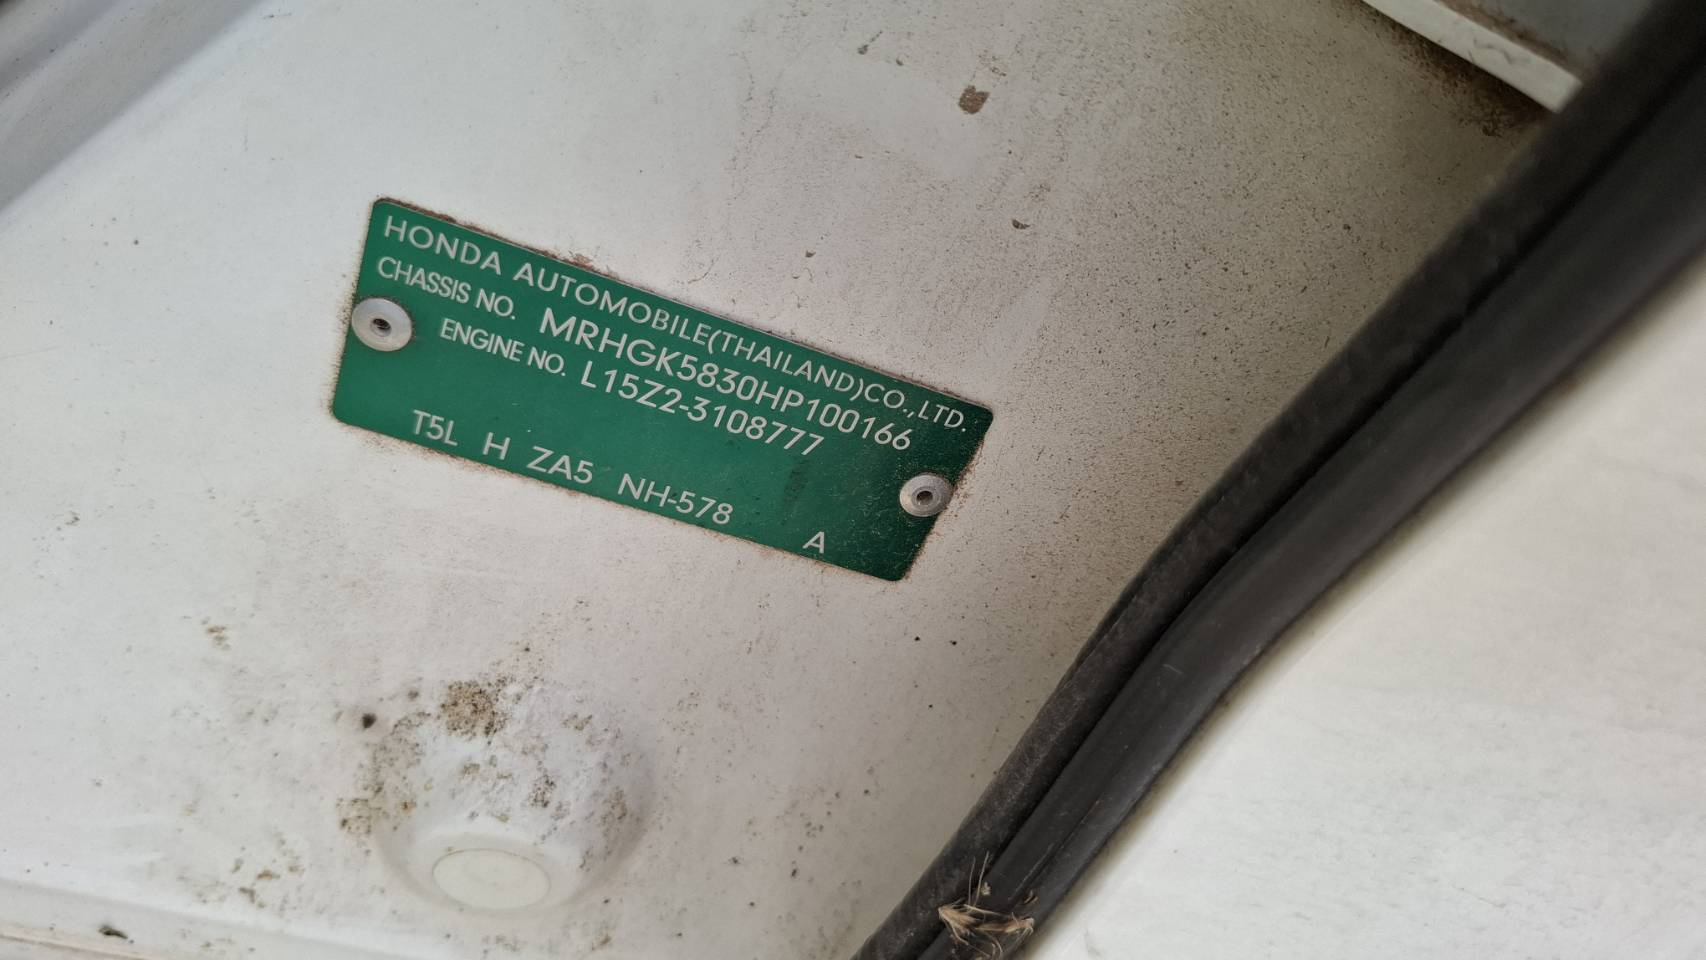 HONDA AUTOMOBILE(THAILAND)CO.,LTD.
CHASSIS NO. MRHGK5830HP100166
ENGINE NO. L15Z2-3108777
T5L H ZA5 NH-578 A